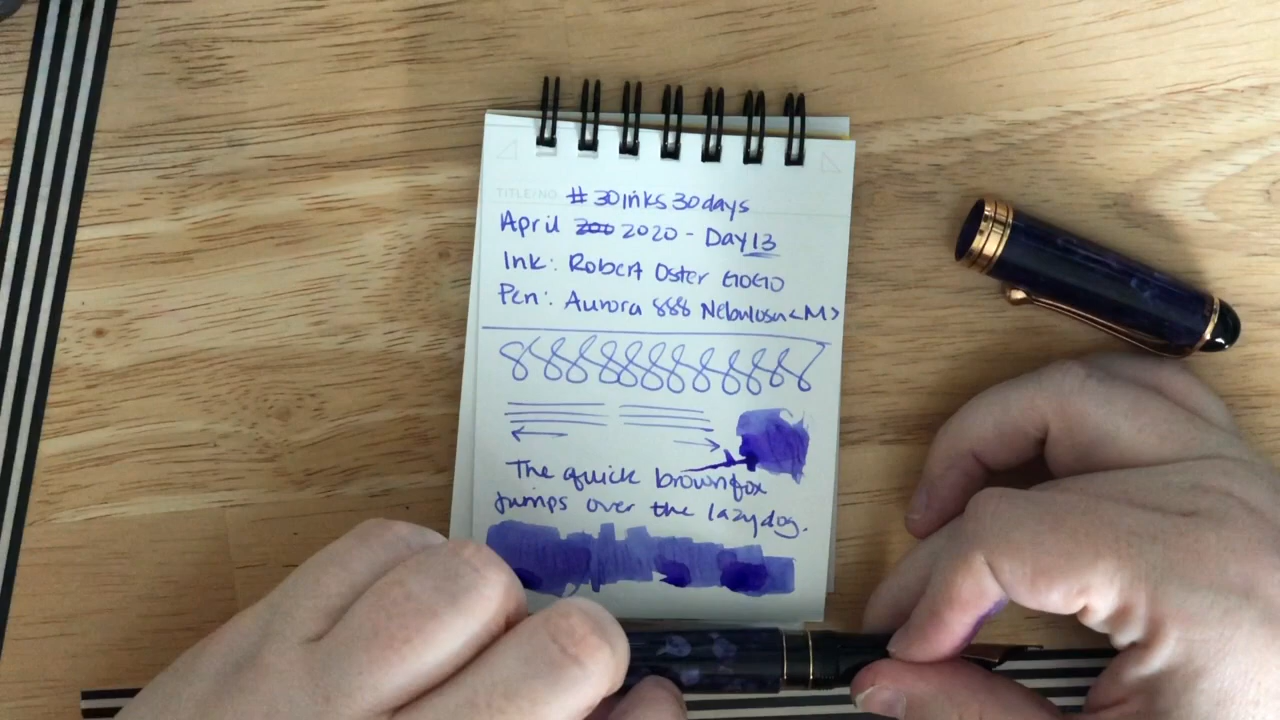 TITLE/NO. #30inks30days
April 2020 - Day 13
Ink: Robert Oster GOGO
Pen: Aurora 888 Nebulosa <M>
The quick brown fox
jumps over the lazy dog.